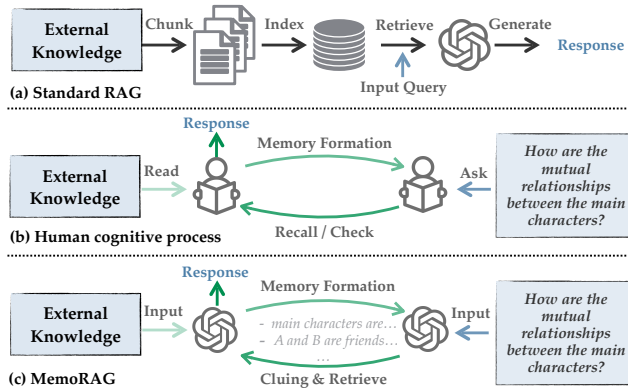 External
Knowledge
Chunk
Index
Retrieve
Generate
Response
Input Query
(a) Standard RAG
Response
Memory Formation
External
Knowledge
Read
Ask
How are the
mutual
relationships
between the main
characters?
Recall / Check
(b) Human cognitive process
Response
Memory Formation
External
Knowledge
Input
- main characters are…
- A and B are friends…
…
Input
How are the
mutual
relationships
between the main
characters?
Cluing & Retrieve
(c) MemoRAG